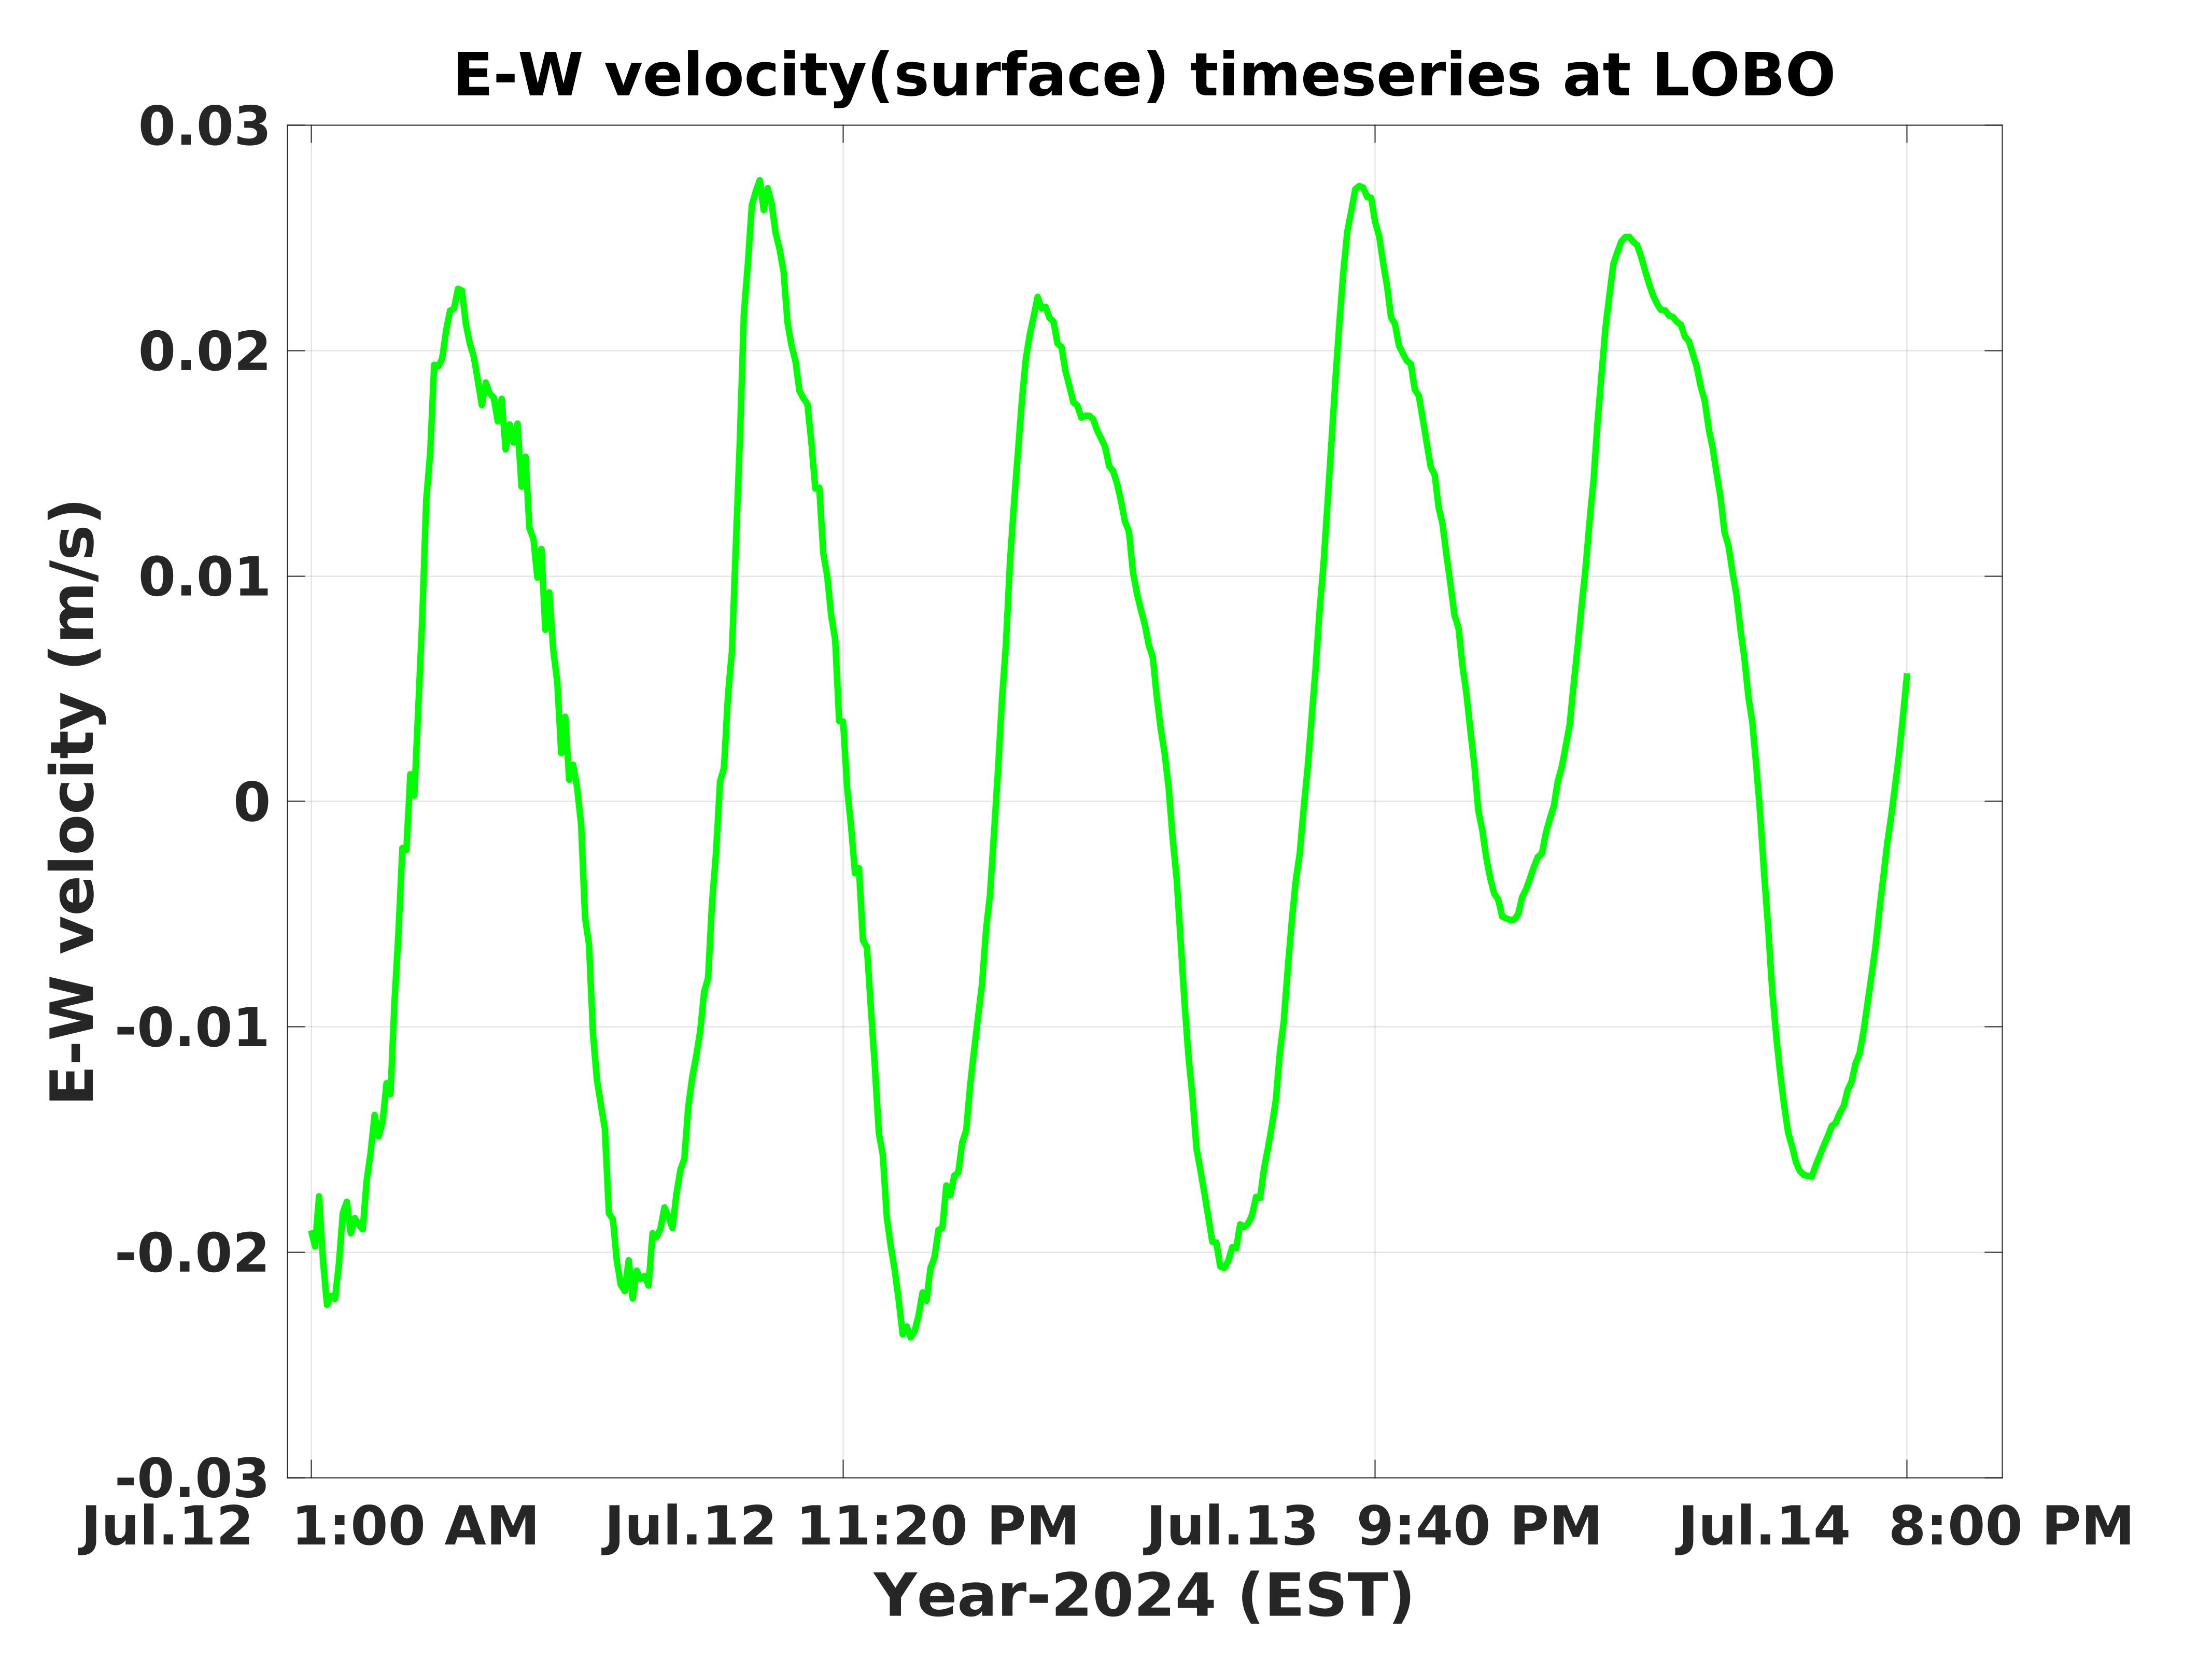 E-W velocity(surface) timeseries at LOBO
E-W velocity (m/s)
0.03
0.02
0.01
0
-0.01
-0.02
-0.03
Jul.12 1:00 AM
Jul.12 11:20 PM
Jul.13 9:40 PM
Jul.14 8:00 PM
Year-2024 (EST)